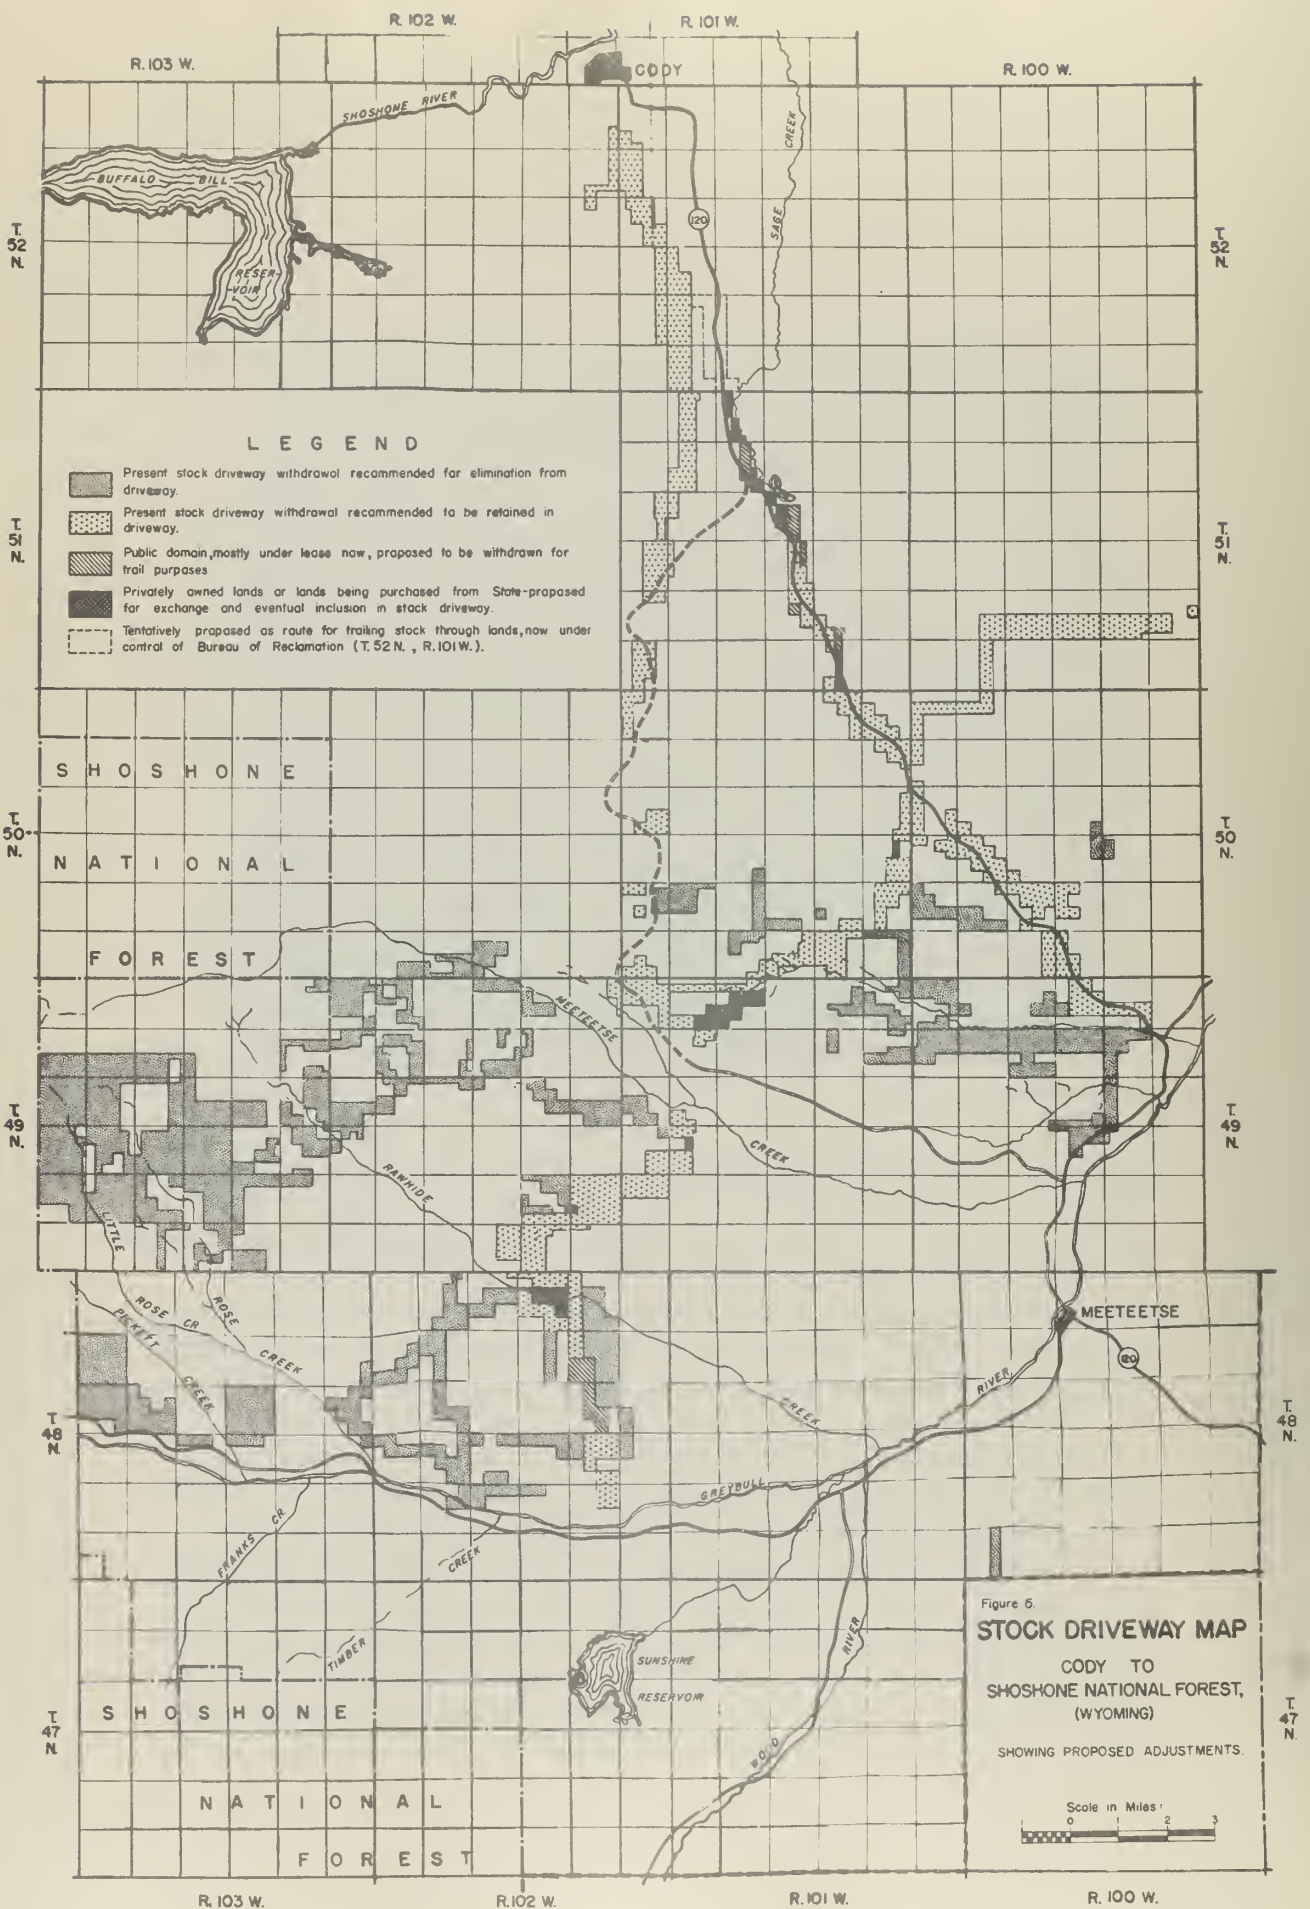 R. 102 W.
R. 101 W.
R. 103 W.
CODY
R. 100 W.
SHOSHONE RIVER
SAGE CREEK
BUFFALO BILL
RESER-
VOIR
120
T.
52
N.
T.
52
N.
LEGEND
Present stock driveway withdrawal recommended for elimination from
driveway.
Present stock driveway withdrawal recommended to be retained in
driveway.
Public domain, mostly under lease now, proposed to be withdrawn for
trail purposes
Privately owned lands or lands being purchased from State-proposed
for exchange and eventual inclusion in stock driveway.
Tentatively proposed as route for trailing stock through lands, now under
control of Bureau of Reclamation (T. 52 N., R. 101 W.).
T.
51
N.
T.
51
N.
SHOSHONE
NATIONAL
FOREST
T.
50
N.
T.
50
N.
MEETEETSE
CREEK
RAWHIDE
CREEK
T.
49
N.
T.
49
N.
LITTLE
ROSE CR.
ROSE
CREEK
PICKETT
CREEK
MEETEETSE
120
RIVER
GREYBULL
T.
48
N.
T.
48
N.
FRANKS CR.
CREEK
TIMBER
SUNSHINE
RESERVOIR
RIVER
WOOD
SHOSHONE
NATIONAL
FOREST
T.
47
N.
T.
47
N.
Figure 6.
STOCK DRIVEWAY MAP
CODY TO
SHOSHONE NATIONAL FOREST,
(WYOMING)
SHOWING PROPOSED ADJUSTMENTS.
Scale in Miles
0 2 3
R. 103 W.
R. 102 W.
R. 101 W.
R. 100 W.